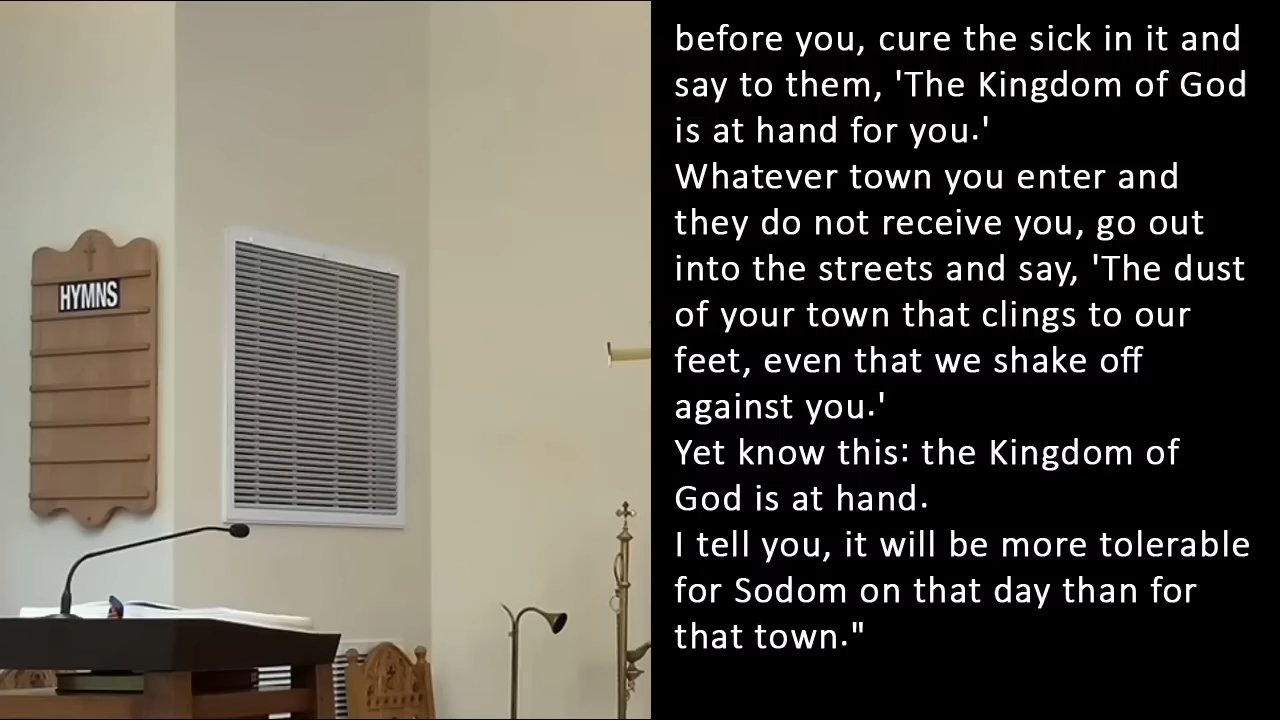 HYMNS
before you, cure the sick in it and
say to them, 'The Kingdom of God
is at hand for you.'
Whatever town you enter and
they do not receive you, go out
into the streets and say, 'The dust
of your town that clings to our
feet, even that we shake off
against you.'
Yet know this: the Kingdom of
God is at hand.
I tell you, it will be more tolerable
for Sodom on that day than for
that town."